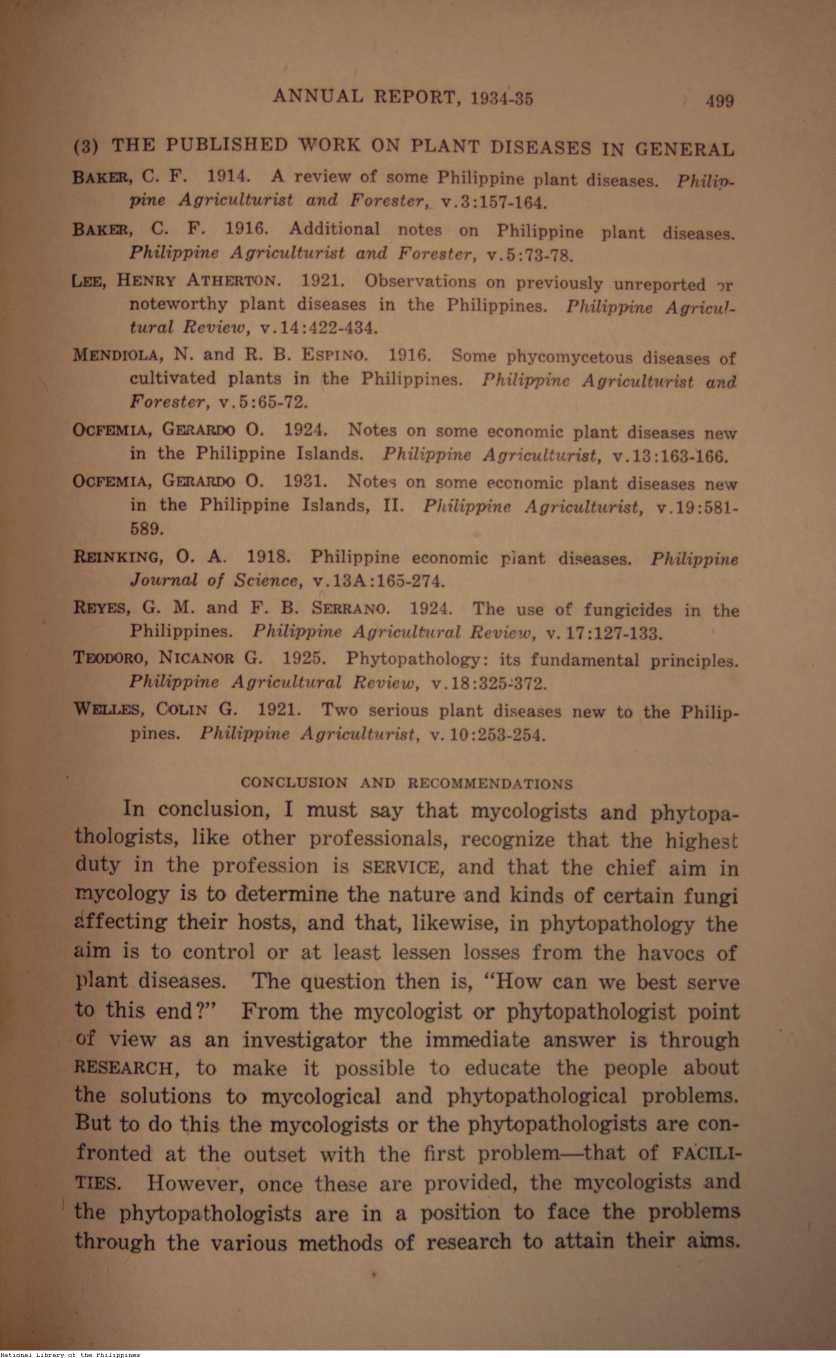 ANNUAL REPORT, 1934-35 499
(3) THE PUBLISHED WORK ON PLANT DISEASES IN GENERAL
BAKER, C. F. 1914. A review of some Philippine plant diseases. Philip-
pine Agriculturist and Forester, v.3:157-164.
BAKER, C. F. 1916. Additional notes on Philippine plant diseases.
Philippine Agriculturist and Forester, v.5:73-78.
LEE, HENRY ATHERTON. 1921. Observations on previously unreported or
noteworthy plant diseases in the Philippines. Philippine Agricul-
tural Review, v.14:422-434.
MENDIOLA, N. and R. B. ESPINO. 1916. Some phycomycetous diseases of
cultivated plants in the Philippines. Philippine Agriculturist and
Forester, v.5:65-72.
OCFEMIA, GERARDO O. 1924. Notes on some economic plant diseases new
in the Philippine Islands. Philippine Agriculturist, v.13:163-166.
OCFEMIA, GERARDO O. 1931. Notes on some economic plant diseases new
in the Philippine Islands, II. Philippine Agriculturist, v.19:581-
589.
REINKING, O. A. 1918. Philippine economic plant diseases. Philippine
Journal of Science, v.13A:165-274.
REYES, G. M. and F. B. SERRANO. 1924. The use of fungicides in the
Philippines. Philippine Agricultural Review, v. 17:127-133.
TEODORO, NICANOR G. 1925. Phytopathology: its fundamental principles.
Philippine Agricultural Review, v.18:325-372.
WELLES, COLIN G. 1921. Two serious plant diseases new to the Philip-
pines. Philippine Agriculturist, v. 10:253-254.
CONCLUSION AND RECOMMENDATIONS
In conclusion, I must say that mycologists and phytopa-
thologists, like other professionals, recognize that the highest
duty in the profession is SERVICE, and that the chief aim in
mycology is to determine the nature and kinds of certain fungi
affecting their hosts, and that, likewise, in phytopathology the
aim is to control or at least lessen losses from the havocs of
plant diseases. The question then is, “How can we best serve
to this end?” From the mycologist or phytopathologist point
of view as an investigator the immediate answer is through
RESEARCH, to make it possible to educate the people about
the solutions to mycological and phytopathological problems.
But to do this the mycologists or the phytopathologists are con-
fronted at the outset with the first problem—that of FACILI-
TIES. However, once these are provided, the mycologists and
the phytopathologists are in a position to face the problems
through the various methods of research to attain their aims.
National Library of the Philippines